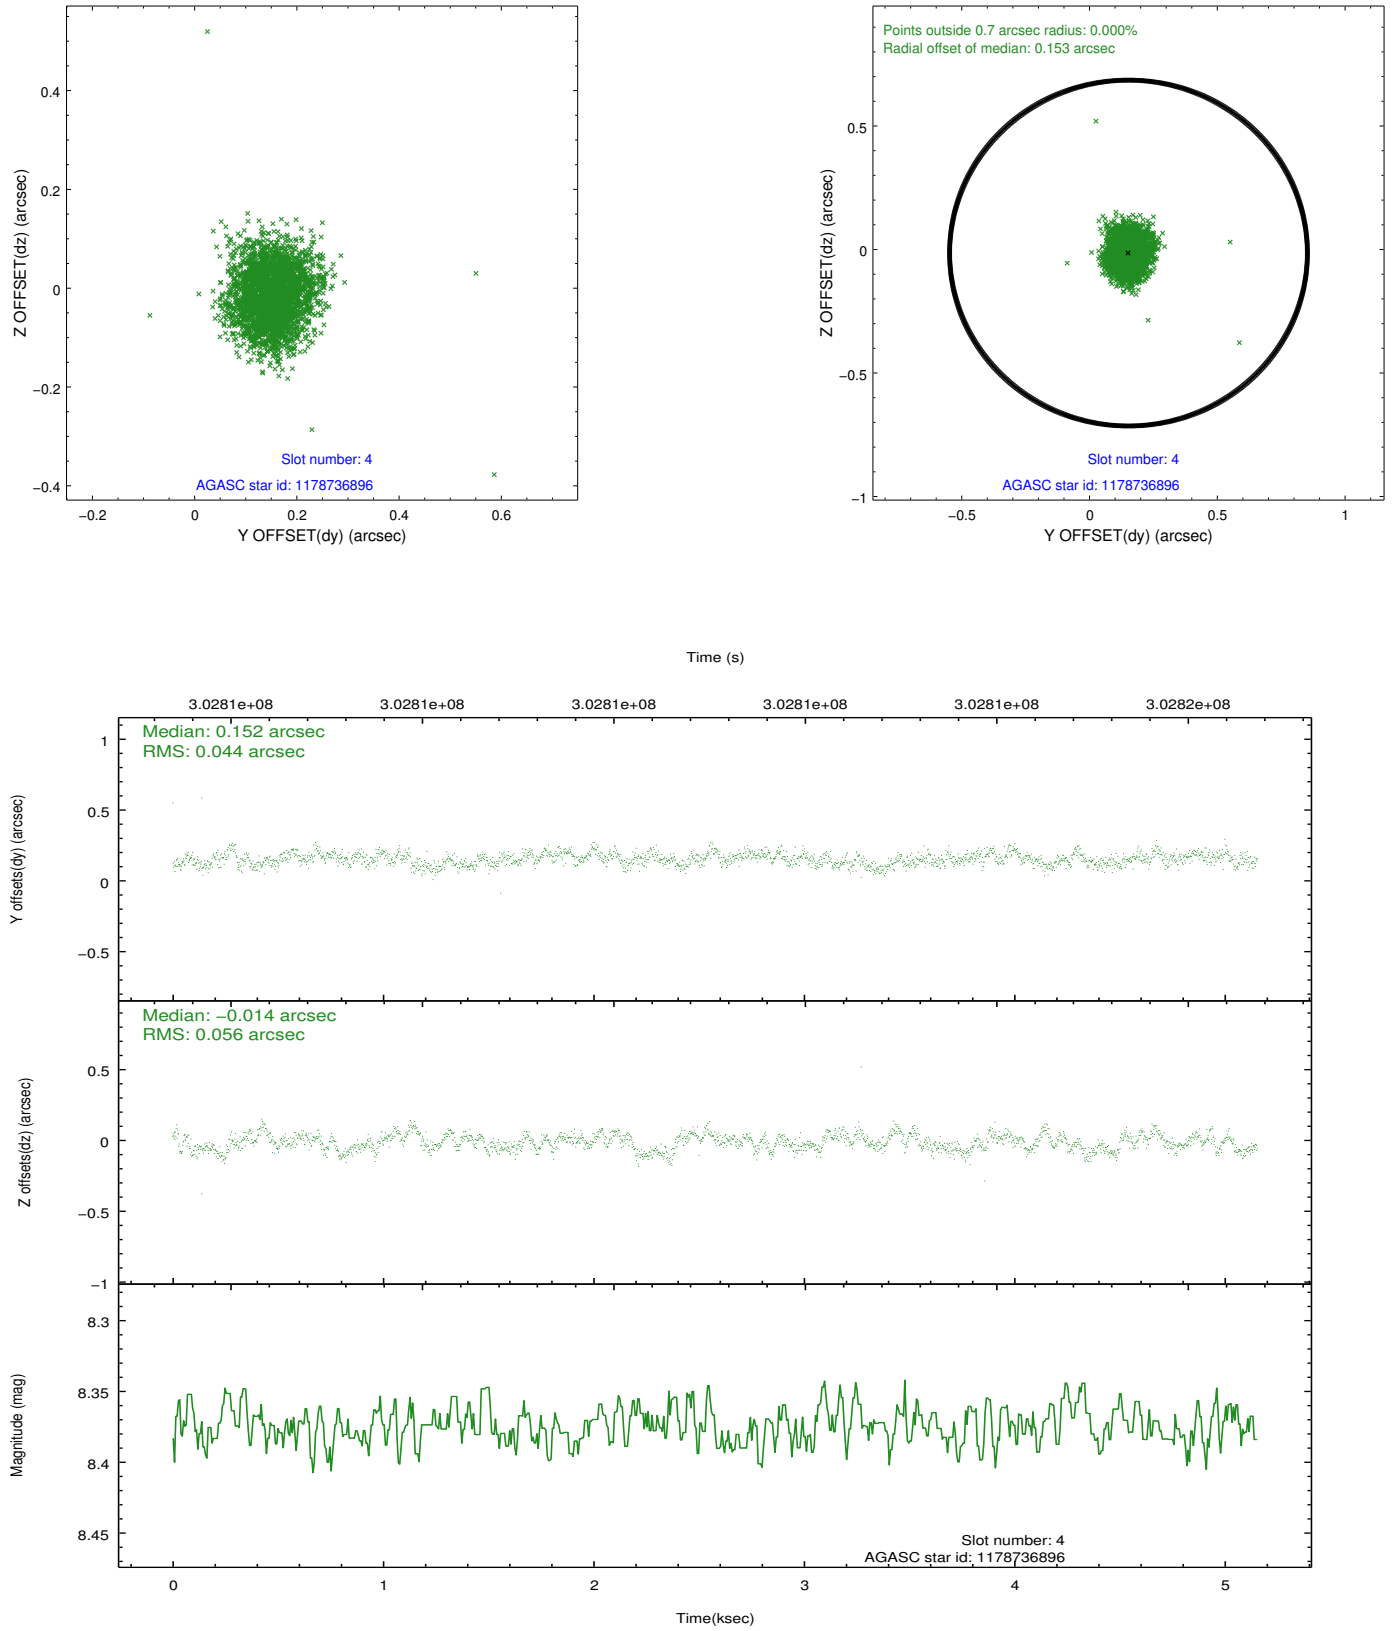 0.4
0.2
0
−0.2
−0.4
Z OFFSET(dz) (arcsec)
Slot number: 4
AGASC star id: 1178736896
−0.2 0 0.2 0.4 0.6
Y OFFSET(dy) (arcsec)
Points outside 0.7 arcsec radius: 0.000%
Radial offset of median: 0.153 arcsec
0.5
0
−0.5
−1
Z OFFSET(dz) (arcsec)
Slot number: 4
AGASC star id: 1178736896
−0.5 0 0.5 1
Y OFFSET(dy) (arcsec)
Time (s)
3.0281e+08 3.0281e+08 3.0281e+08 3.0281e+08 3.0281e+08 3.0282e+08
Median: 0.152 arcsec
RMS: 0.044 arcsec
1
0.5
0
−0.5
Y offsets(dy) (arcsec)
Median: −0.014 arcsec
RMS: 0.056 arcsec
0.5
0
−0.5
−1
Z offsets(dz) (arcsec)
8.3
8.35
8.4
8.45
Magnitude (mag)
Slot number: 4
AGASC star id: 1178736896
0 1 2 3 4 5
Time(ksec)